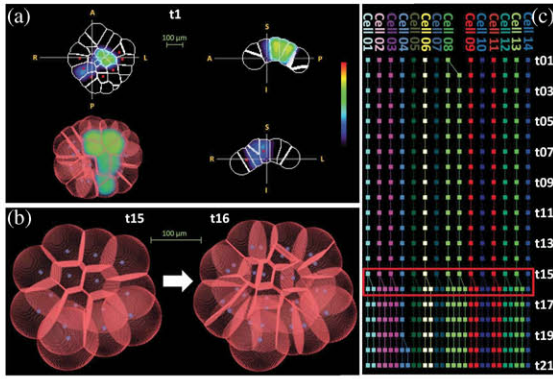 (a)
t1
100 µm
A
R
L
P
S
A
P
I
S
R
L
I
(b)
t15
t16
100 µm
(c)
Cell 01
Cell 02
Cell 03
Cell 04
Cell 05
Cell 06
Cell 07
Cell 08
Cell 09
Cell 10
Cell 11
Cell 12
Cell 13
Cell 14
t01
t03
t05
t07
t09
t11
t13
t15
t17
t19
t21